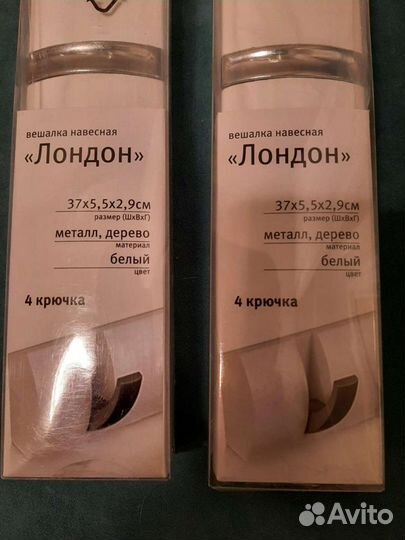 вешалка навесная
«Лондон»
37х5,5х2,9см
размер (ШхВхГ)
металл, дерево
материал
белый
цвет
4 крючка
вешалка навесная
«Лондон»
37х5,5х2,9см
размер (ШхВхГ)
металл, дерево
материал
белый
цвет
4 крючка
Avito